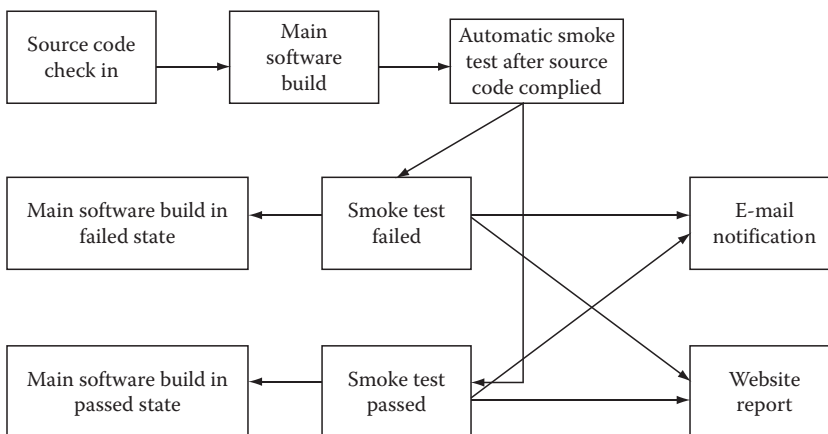 Source code
check in
Main
software
build
Automatic smoke
test after source
code complied
Main software build in
failed state
Smoke test
failed
E-mail
notification
Main software build in
passed state
Smoke test
passed
Website
report